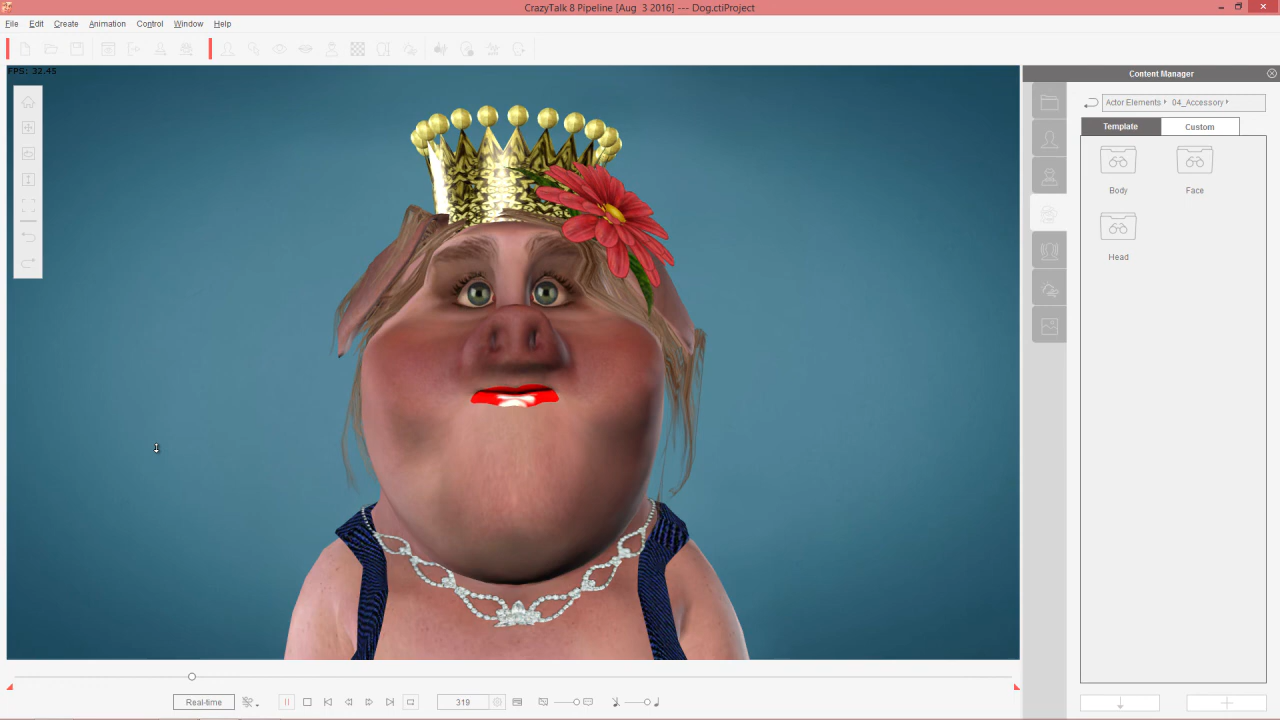 CrazyTalk 8 Pipeline [Aug 3 2016] --- Dog.ctiProject
File Edit Create Animation Control Window Help
FPS: 32.45
Content Manager
Actor Elements 04_Accessory
Template Custom
Body Face
Head
Real-time 319